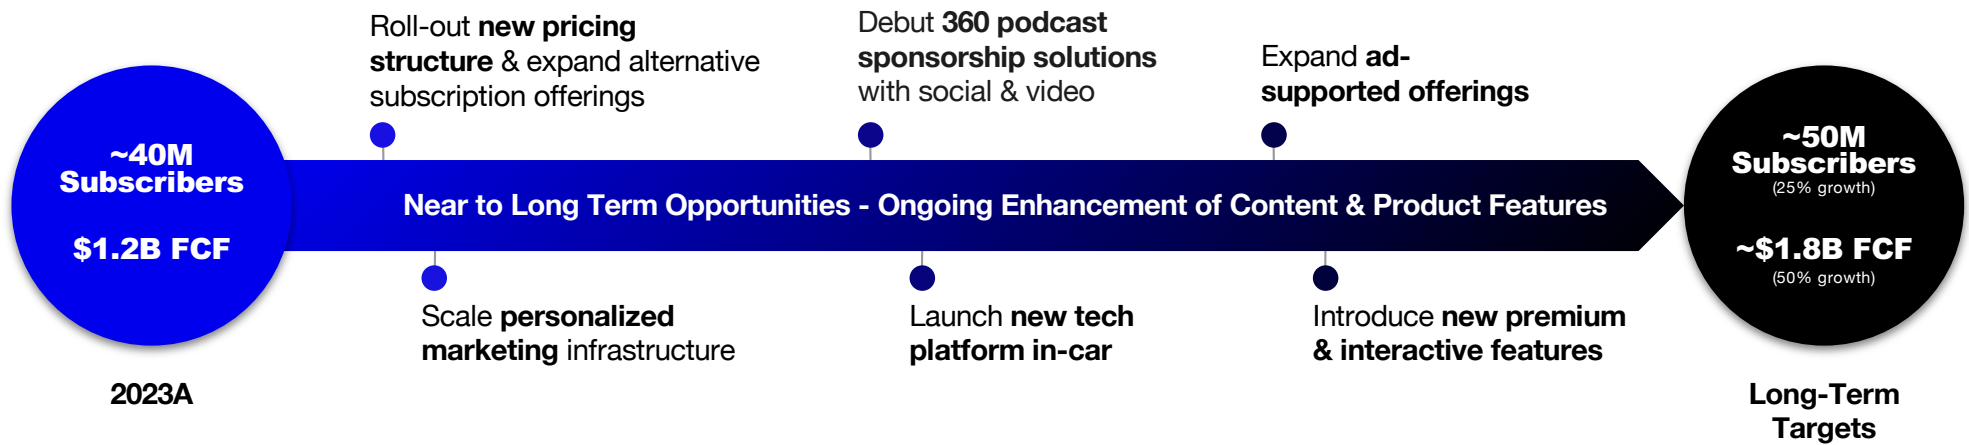 ~40M
Subscribers
$1.2B FCF
2023A
Roll-out new pricing
structure & expand alternative
subscription offerings
Debut 360 podcast
sponsorship solutions
with social & video
Expand ad-
supported offerings
Near to Long Term Opportunities - Ongoing Enhancement of Content & Product Features
Scale personalized
marketing infrastructure
Launch new tech
platform in-car
Introduce new premium
& interactive features
~50M
Subscribers
(25% growth)
~$1.8B FCF
(50% growth)
Long-Term
Targets